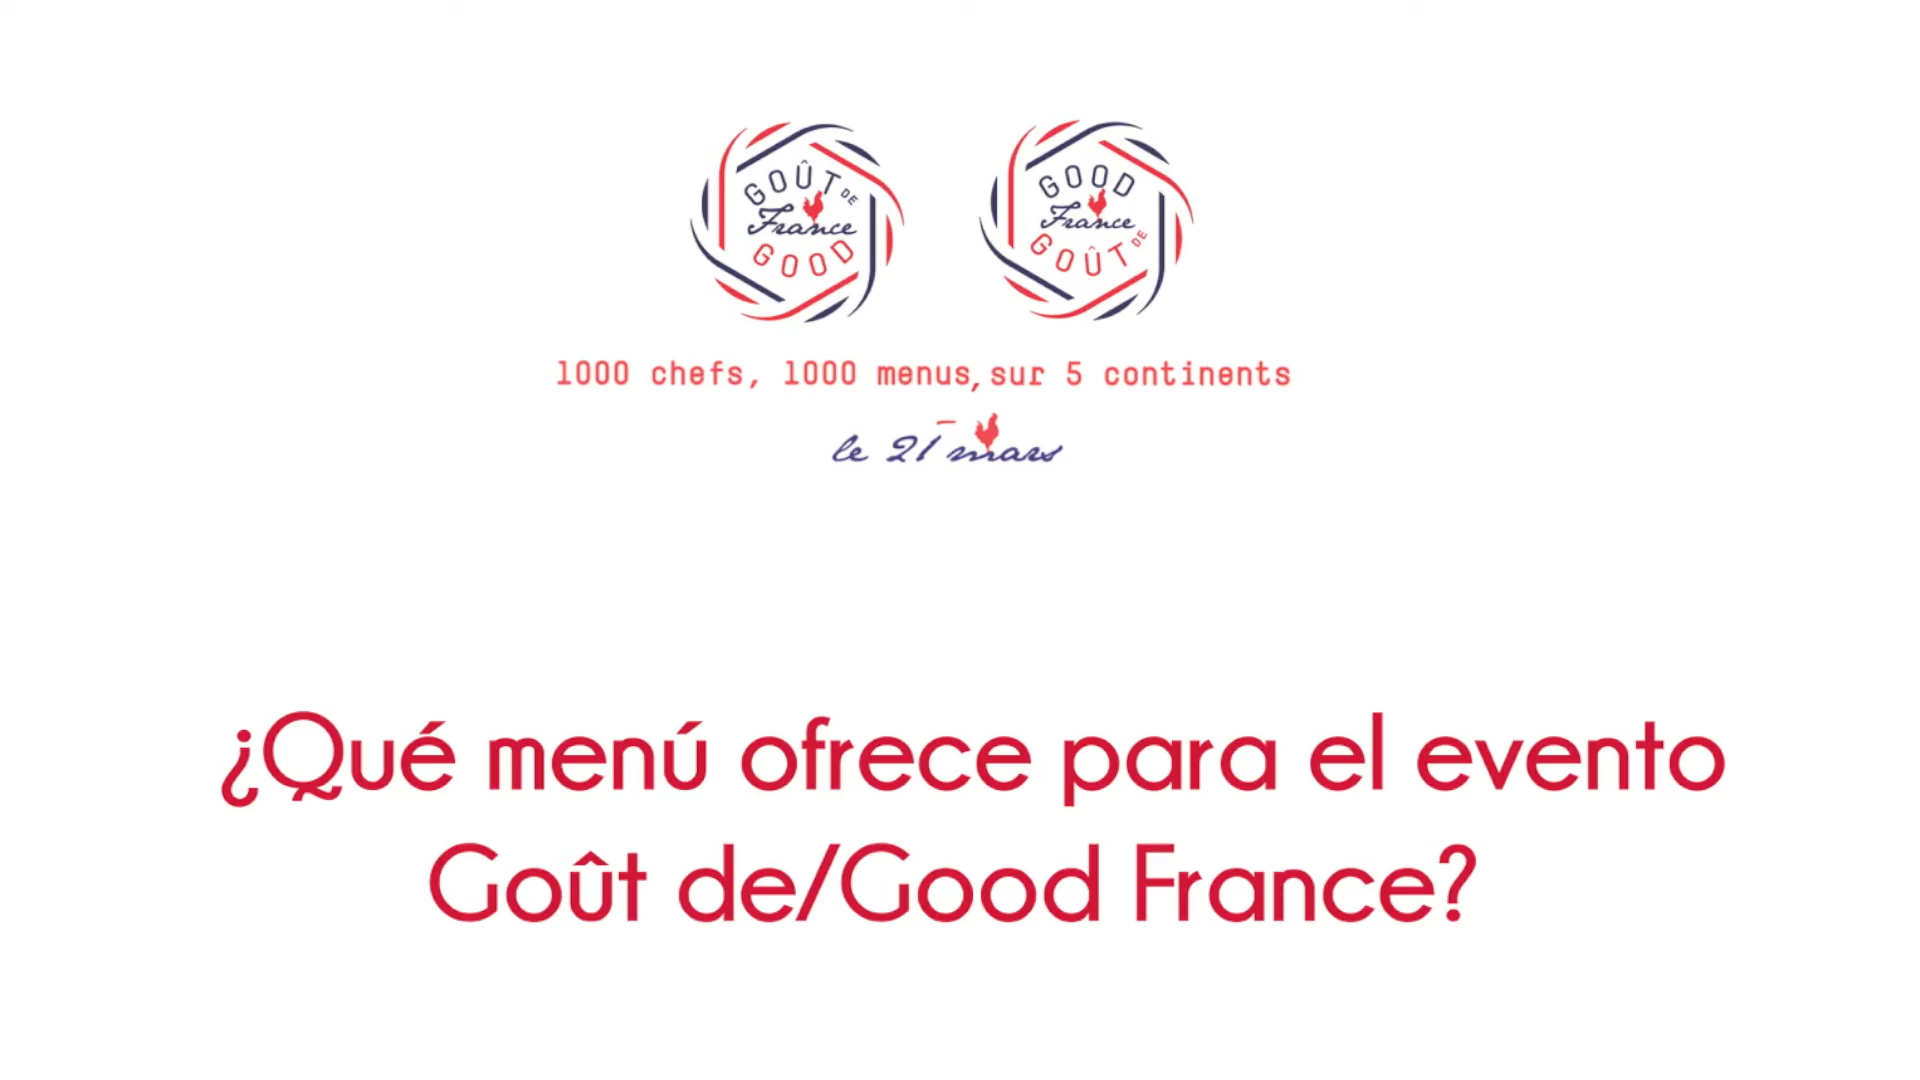 GOÛT DE
France
GOOD
GOOD
France
GOÛT DE
1000 chefs, 1000 menus, sur 5 continents
le 21 mars
¿Qué menú ofrece para el evento
Goût de/Good France?